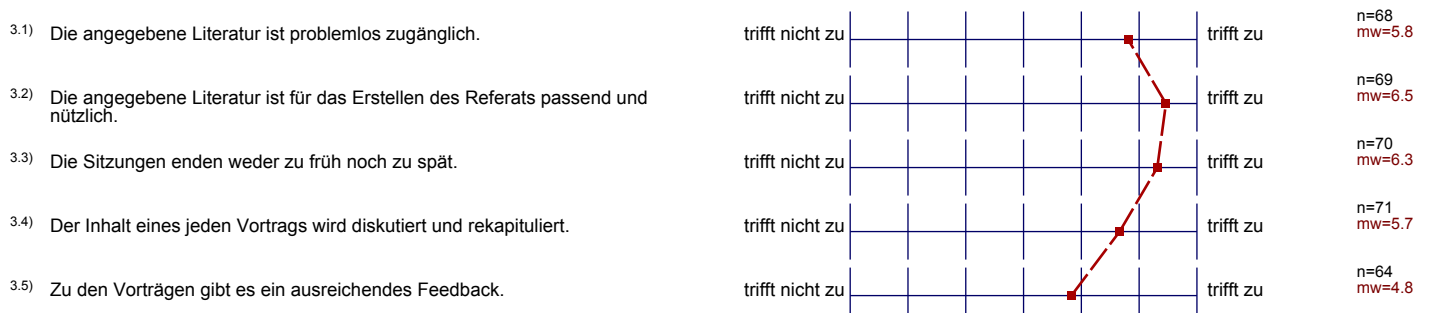 3.1) Die angegebene Literatur ist problemlos zugänglich. trifft nicht zu trifft zu n=68
mw=5.8
3.2) Die angegebene Literatur ist für das Erstellen des Referats passend und
nützlich. trifft nicht zu trifft zu n=69
mw=6.5
3.3) Die Sitzungen enden weder zu früh noch zu spät. trifft nicht zu trifft zu n=70
mw=6.3
3.4) Der Inhalt eines jeden Vortrags wird diskutiert und rekapituliert. trifft nicht zu trifft zu n=71
mw=5.7
3.5) Zu den Vorträgen gibt es ein ausreichendes Feedback. trifft nicht zu trifft zu n=64
mw=4.8